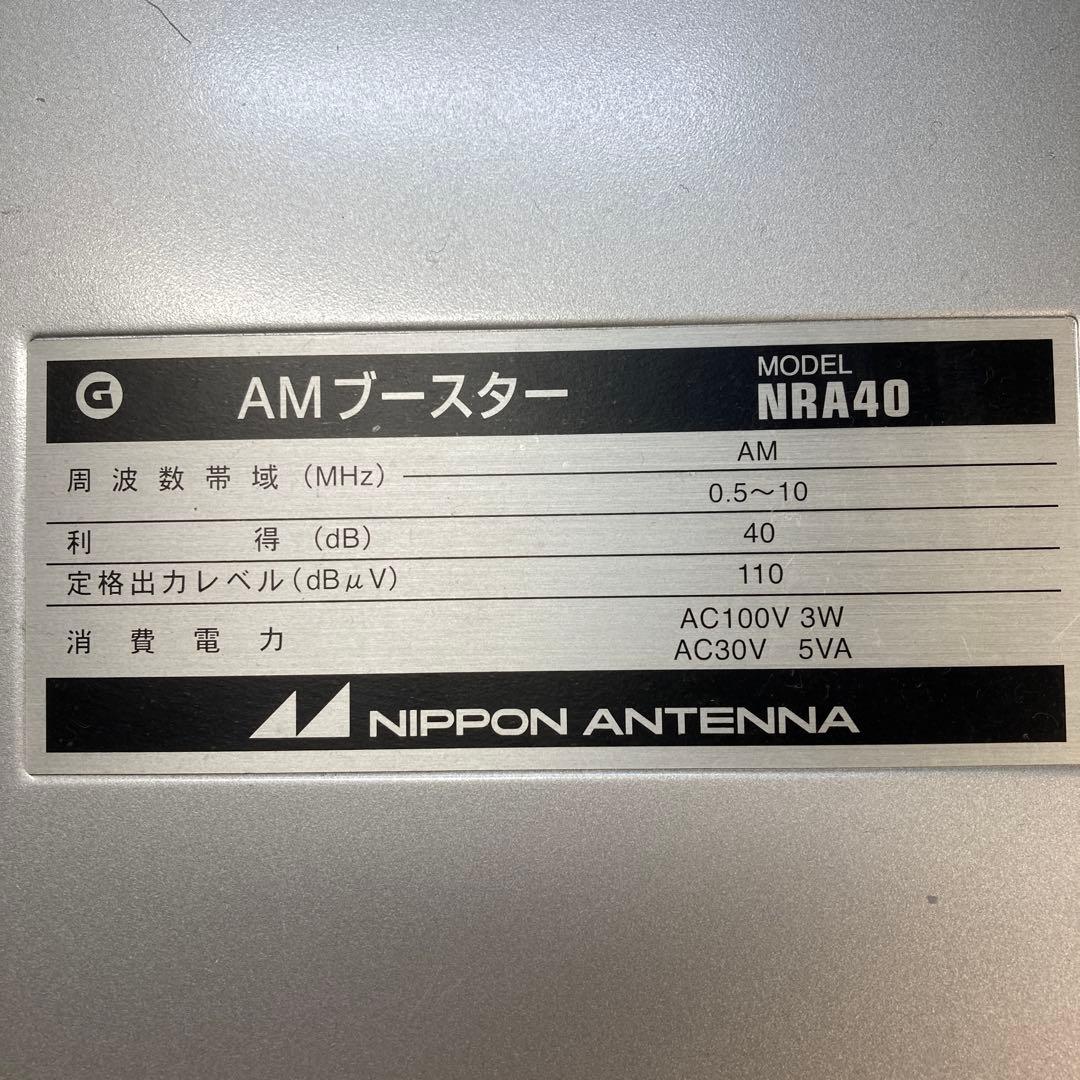 G AMブースター MODEL
NRA40
周波数帯域(MHz) AM
0.5〜10
利得(dB) 40
定格出力レベル(dBμV) 110
消費電力 AC100V 3W
AC30V 5VA
NIPPON ANTENNA